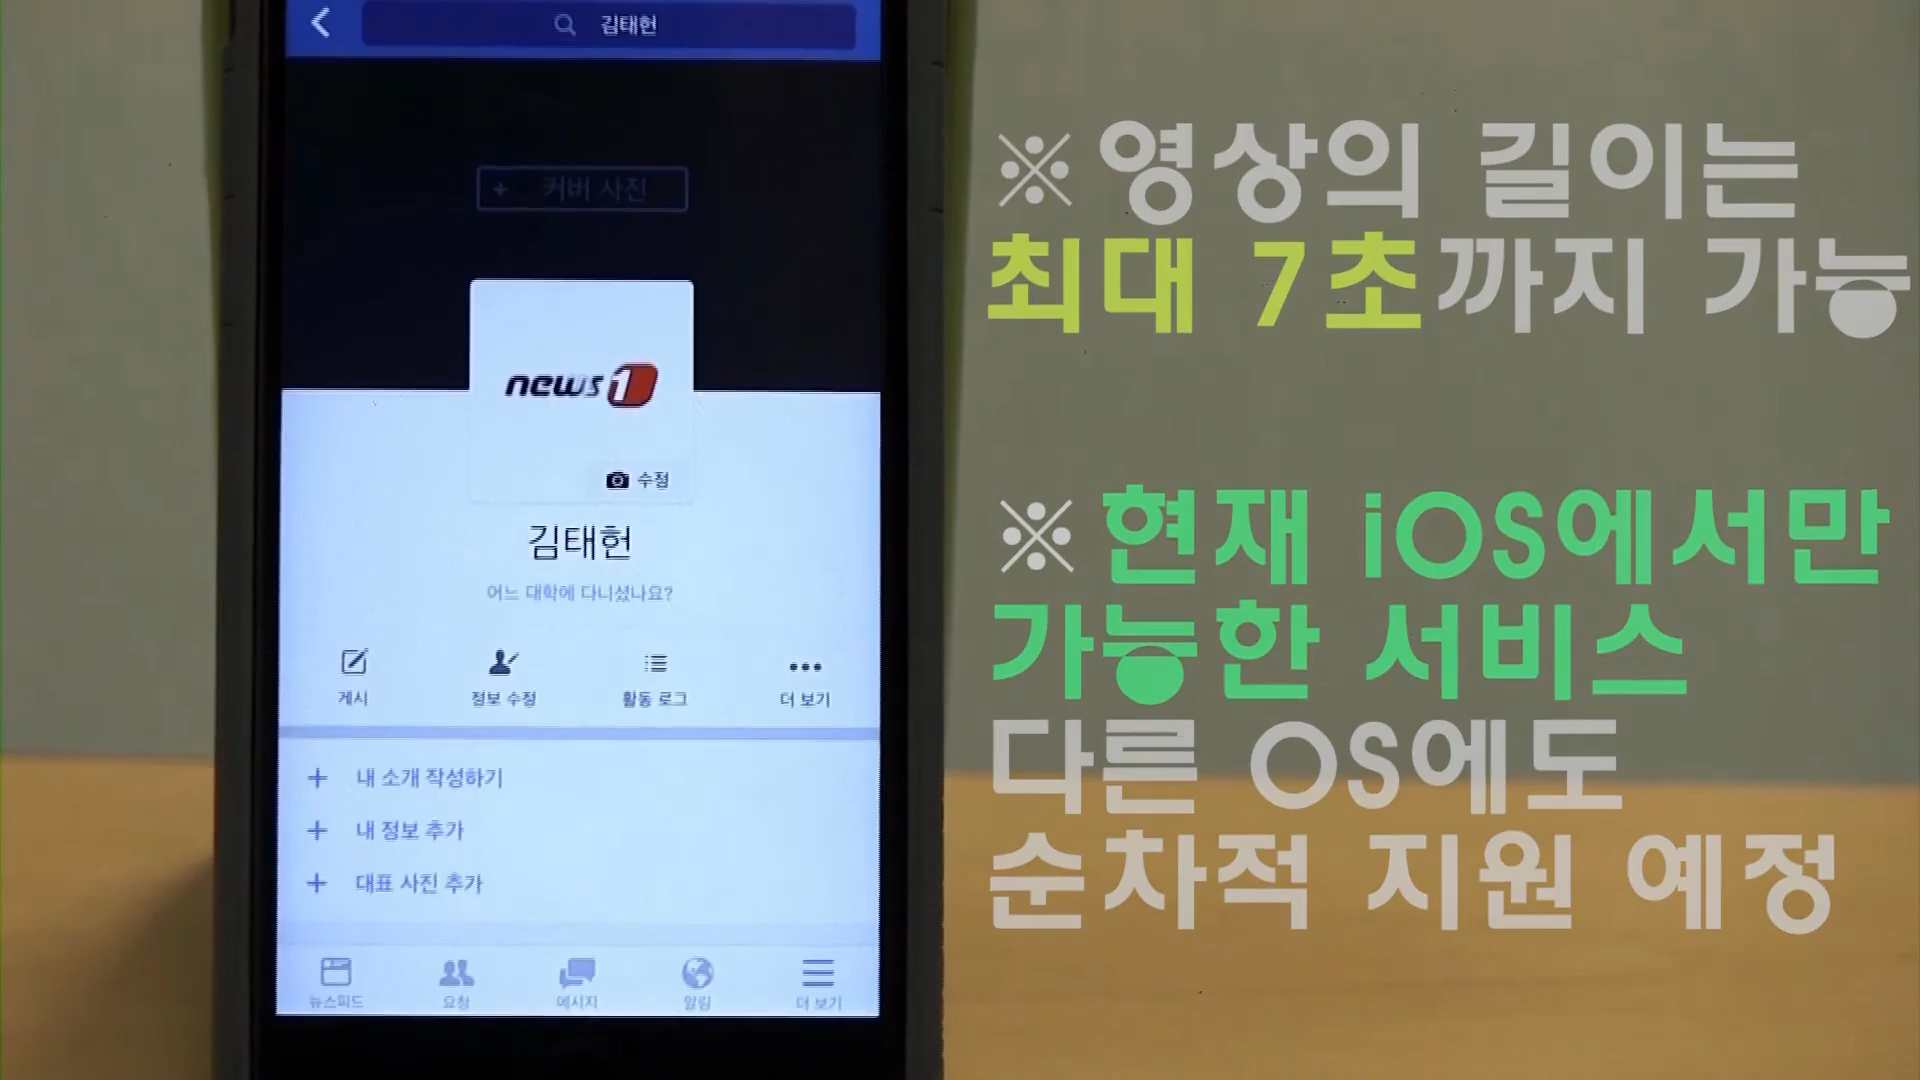 김태헌
+ 커버 사진
news1
수정
김태헌
어느 대학에 다니셨나요?
게시
정보 수정
활동 로그
더 보기
+ 내 소개 작성하기
+ 내 정보 추가
+ 대표 사진 추가
뉴스피드
요청
메시지
알림
더 보기
※영상의 길이는
최대 7초까지 가능
※현재 iOS에서만
가능한 서비스
다른 OS에도
순차적 지원 예정